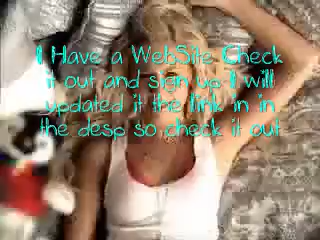 I Have a WebSite Check
it out and sign up I will
updated it the link in in
the desp so check it out